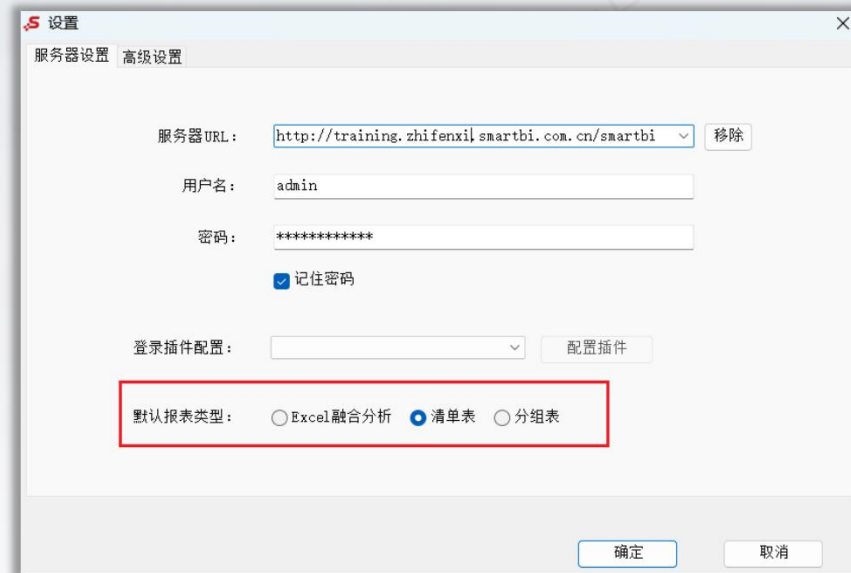 设置
服务器设置 高级设置
服务器URL： http://training.zhifenxi.smartbi.com.cn/smartbi 移除
用户名： admin
密码： ************
记住密码
登录插件配置： 配置插件
默认报表类型： Excel融合分析 清单表 分组表
确定 取消